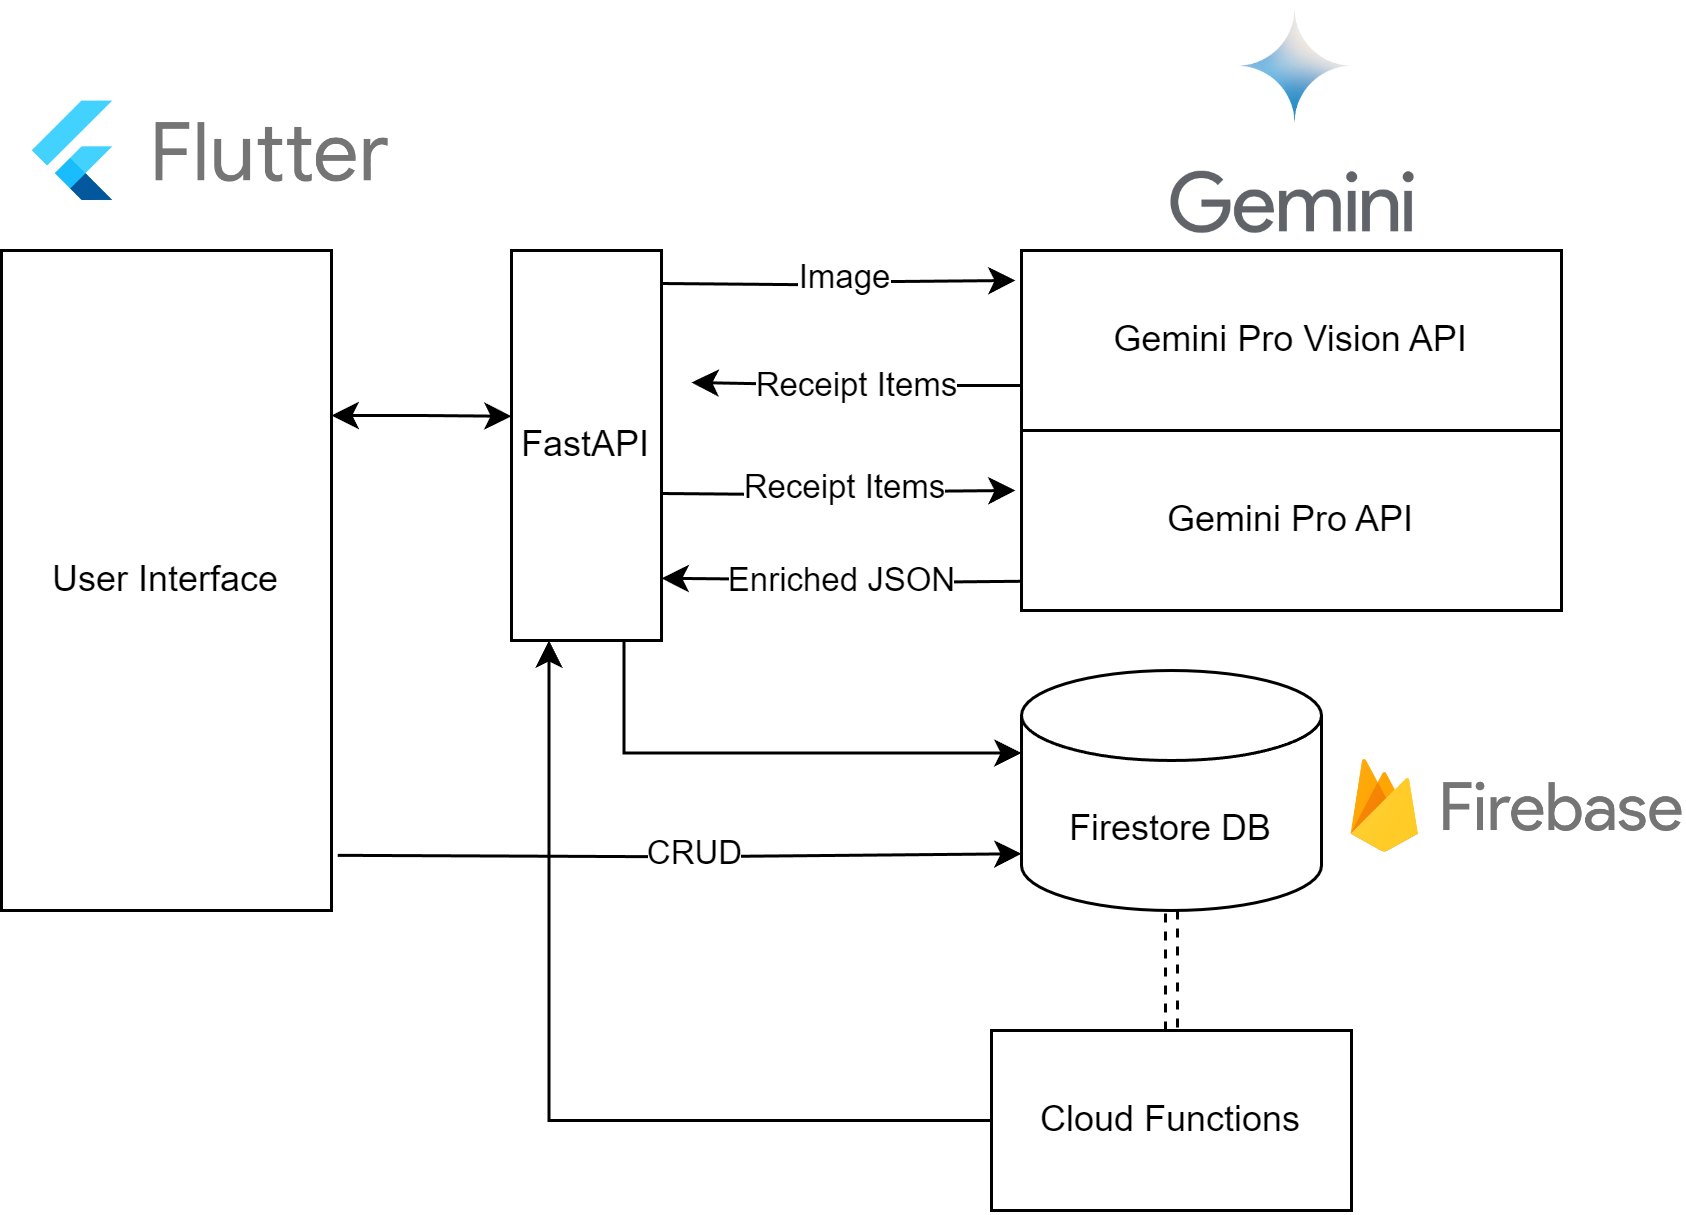 Flutter
Gemini
User Interface
FastAPI
Image
Receipt Items
Receipt Items
Enriched JSON
Gemini Pro Vision API
Gemini Pro API
CRUD
Firestore DB
Firebase
Cloud Functions